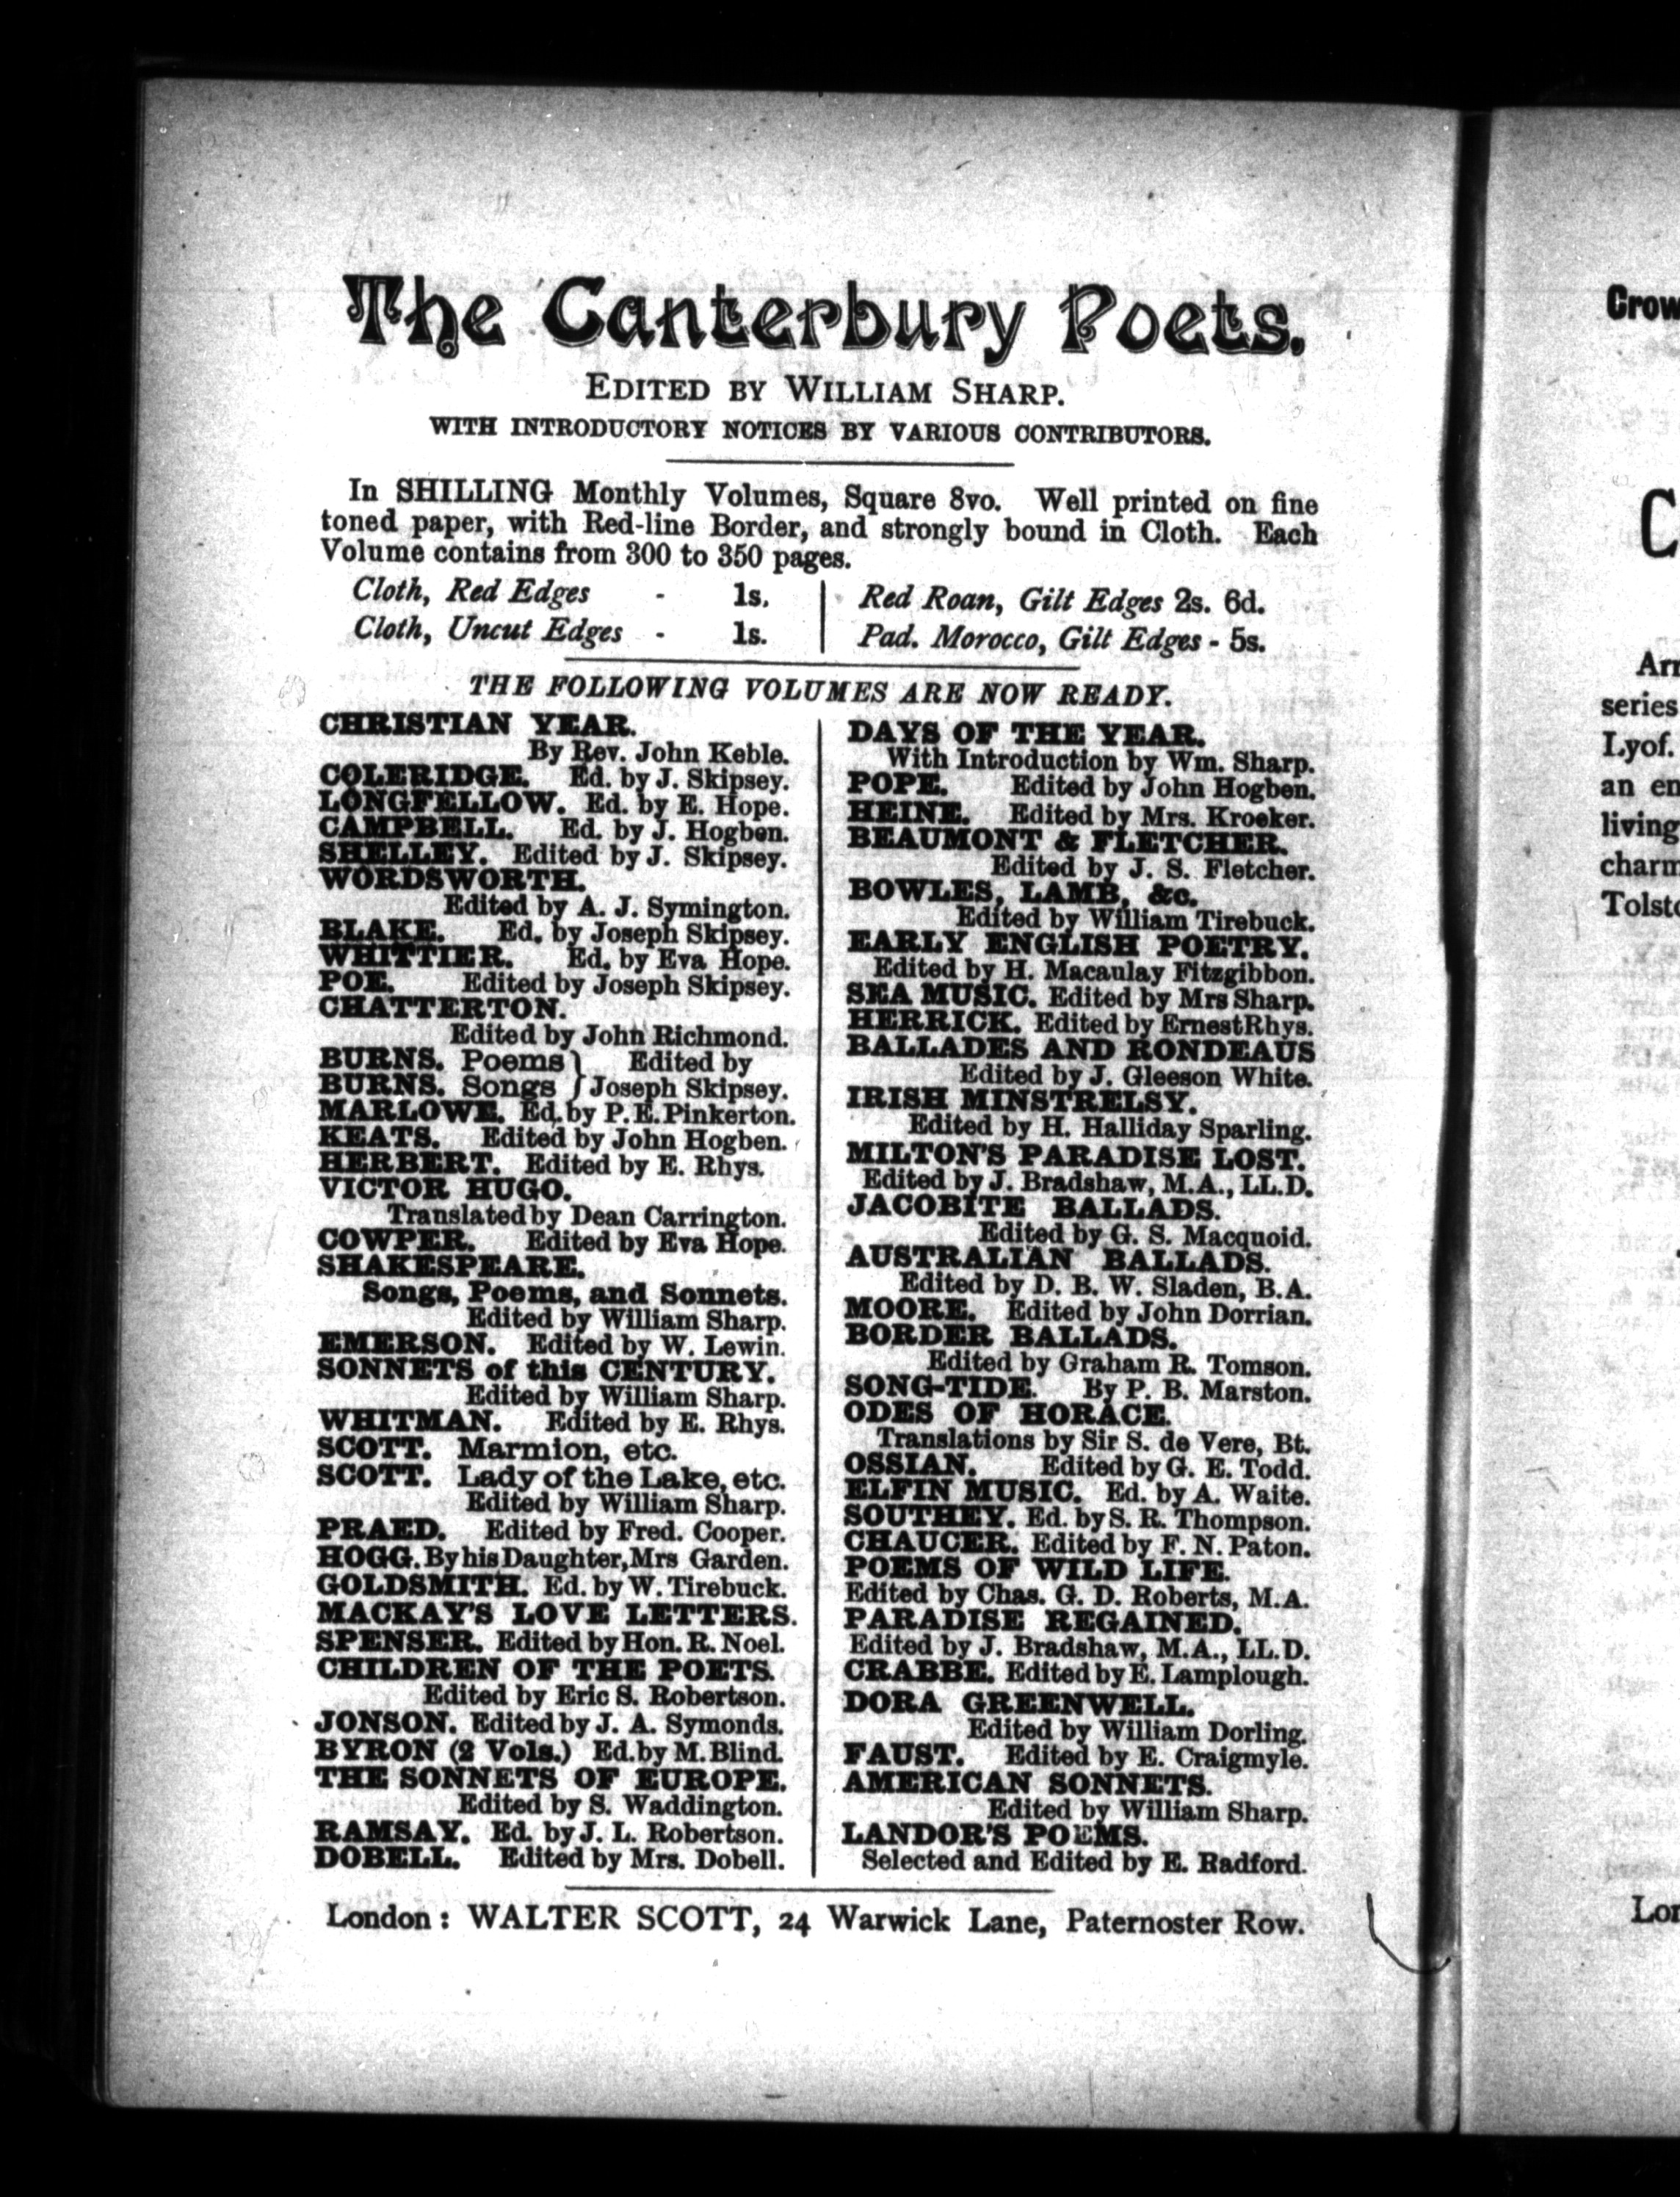 The Canterbury Poets.
EDITED BY WILLIAM SHARP.
WITH INTRODUCTORY NOTICES BY VARIOUS CONTRIBUTORS.
In SHILLING Monthly Volumes, Square 8vo. Well printed on fine
toned paper, with Red-line Border, and strongly bound in Cloth. Each
Volume contains from 300 to 350 pages.
Cloth, Red Edges - 1s.
Cloth, Uncut Edges - 1s.
Red Roan, Gilt Edges 2s. 6d.
Pad. Morocco, Gilt Edges - 5s.
THE FOLLOWING VOLUMES ARE NOW READY.
CHRISTIAN YEAR.
By Rev. John Keble.
COLERIDGE. Ed. by J. Skipsey.
LONGFELLOW. Ed. by E. Hope.
CAMPBELL. Ed. by J. Hogben.
SHELLEY. Edited by J. Skipsey.
WORDSWORTH.
Edited by A. J. Symington.
BLAKE. Ed. by Joseph Skipsey.
WHITTIER. Ed. by Eva Hope.
POE. Edited by Joseph Skipsey.
CHATTERTON.
Edited by John Richmond.
BURNS. Poems } Edited by
BURNS. Songs } Joseph Skipsey.
MARLOWE. Ed. by P. E. Pinkerton.
KEATS. Edited by John Hogben.
HERBERT. Edited by E. Rhys.
VICTOR HUGO.
Translated by Dean Carrington.
COWPER. Edited by Eva Hope.
SHAKESPEARE.
Songs, Poems, and Sonnets.
Edited by William Sharp.
EMERSON. Edited by W. Lewin.
SONNETS of this CENTURY.
Edited by William Sharp.
WHITMAN. Edited by E. Rhys.
SCOTT. Marmion, etc.
SCOTT. Lady of the Lake, etc.
Edited by William Sharp.
PRAED. Edited by Fred. Cooper.
HOGG. By his Daughter, Mrs Garden.
GOLDSMITH. Ed. by W. Tirebuck.
MACKAY'S LOVE LETTERS.
SPENSER. Edited by Hon. R. Noel.
CHILDREN OF THE POETS.
Edited by Eric S. Robertson.
JONSON. Edited by J. A. Symonds.
BYRON (2 Vols.) Ed. by M. Blind.
THE SONNETS OF EUROPE.
Edited by S. Waddington.
RAMSAY. Ed. by J. L. Robertson.
DOBELL. Edited by Mrs. Dobell.
DAYS OF THE YEAR.
With Introduction by Wm. Sharp.
POPE. Edited by John Hogben.
HEINE. Edited by Mrs. Kroeker.
BEAUMONT & FLETCHER.
Edited by J. S. Fletcher.
BOWLES, LAMB, &c.
Edited by William Tirebuck.
EARLY ENGLISH POETRY.
Edited by H. Macaulay Fitzgibbon.
SEA MUSIC. Edited by Mrs Sharp.
HERRICK. Edited by Ernest Rhys.
BALLADES AND RONDEAUS
Edited by J. Gleeson White.
IRISH MINSTRELSY.
Edited by H. Halliday Sparling.
MILTON'S PARADISE LOST.
Edited by J. Bradshaw, M.A., LL.D.
JACOBITE BALLADS.
Edited by G. S. Macquoid.
AUSTRALIAN BALLADS.
Edited by D. B. W. Sladen, B.A.
MOORE. Edited by John Dorrian.
BORDER BALLADS.
Edited by Graham R. Tomson.
SONG-TIDE. By P. B. Marston.
ODES OF HORACE.
Translations by Sir S. de Vere, Bt.
OSSIAN. Edited by G. E. Todd.
ELFIN MUSIC. Ed. by A. Waite.
SOUTHEY. Ed. by S. R. Thompson.
CHAUCER. Edited by F. N. Paton.
POEMS OF WILD LIFE.
Edited by Chas. G. D. Roberts, M.A.
PARADISE REGAINED.
Edited by J. Bradshaw, M.A., LL.D.
CRABBE. Edited by E. Lamplough.
DORA GREENWELL.
Edited by William Dorling.
FAUST. Edited by E. Craigmyle.
AMERICAN SONNETS.
Edited by William Sharp.
LANDOR'S POEMS.
Selected and Edited by E. Radford.
London: WALTER SCOTT, 24 Warwick Lane, Paternoster Row.
Crow
C
Arr
series
Lyof.
an en
living
charm
Tolsto
Lon